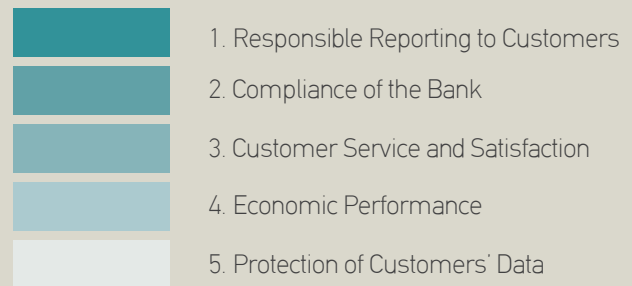 1. Responsible Reporting to Customers
2. Compliance of the Bank
3. Customer Service and Satisfaction
4. Economic Performance
5. Protection of Customers' Data